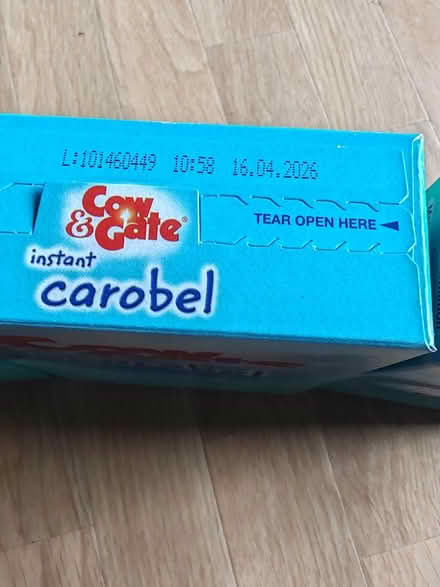 L:101460449 10:58 16.04.2026
Cow
& Gate®
TEAR OPEN HERE
instant
carobel